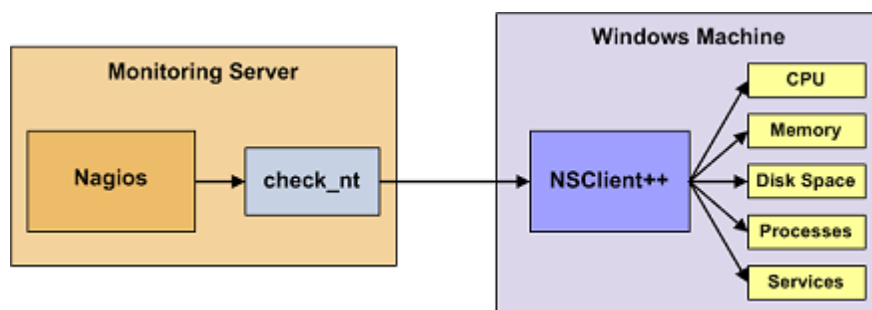 Monitoring Server
Nagios
check_nt
Windows Machine
NSClient++
CPU
Memory
Disk Space
Processes
Services